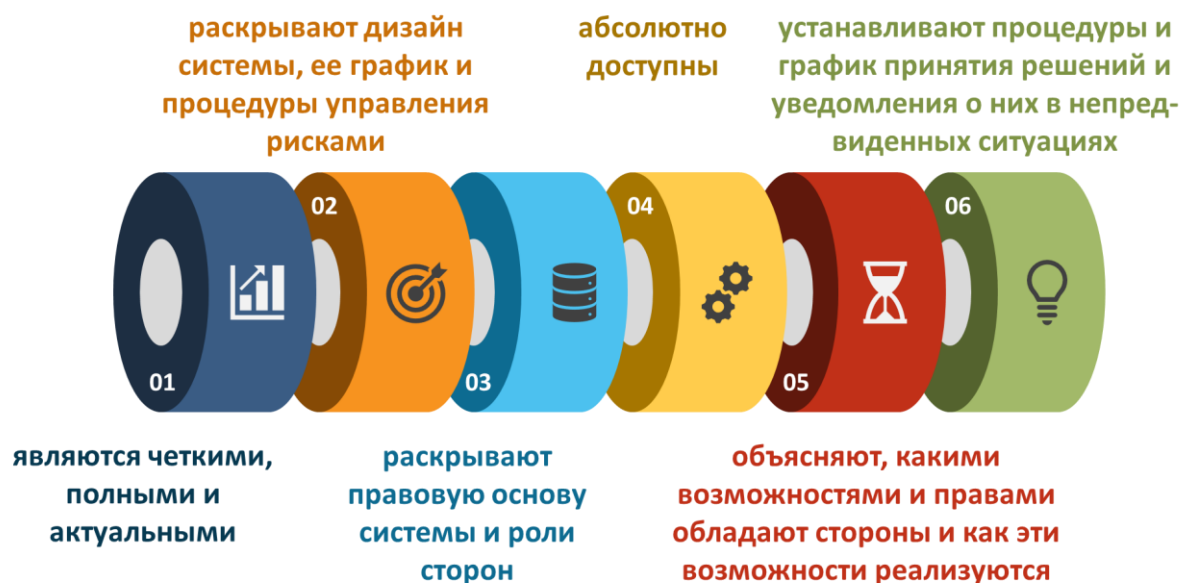 раскрывают дизайн
системы, ее график и
процедуры управления
рисками
абсолютно
доступны
устанавливают процедуры и
график принятия решений и
уведомления о них в непред-
виденных ситуациях
01
02
03
04
05
06
являются четкими,
полными и
актуальными
раскрывают
правовую основу
системы и роли
сторон
объясняют, какими
возможностями и правами
обладают стороны и как эти
возможности реализуются